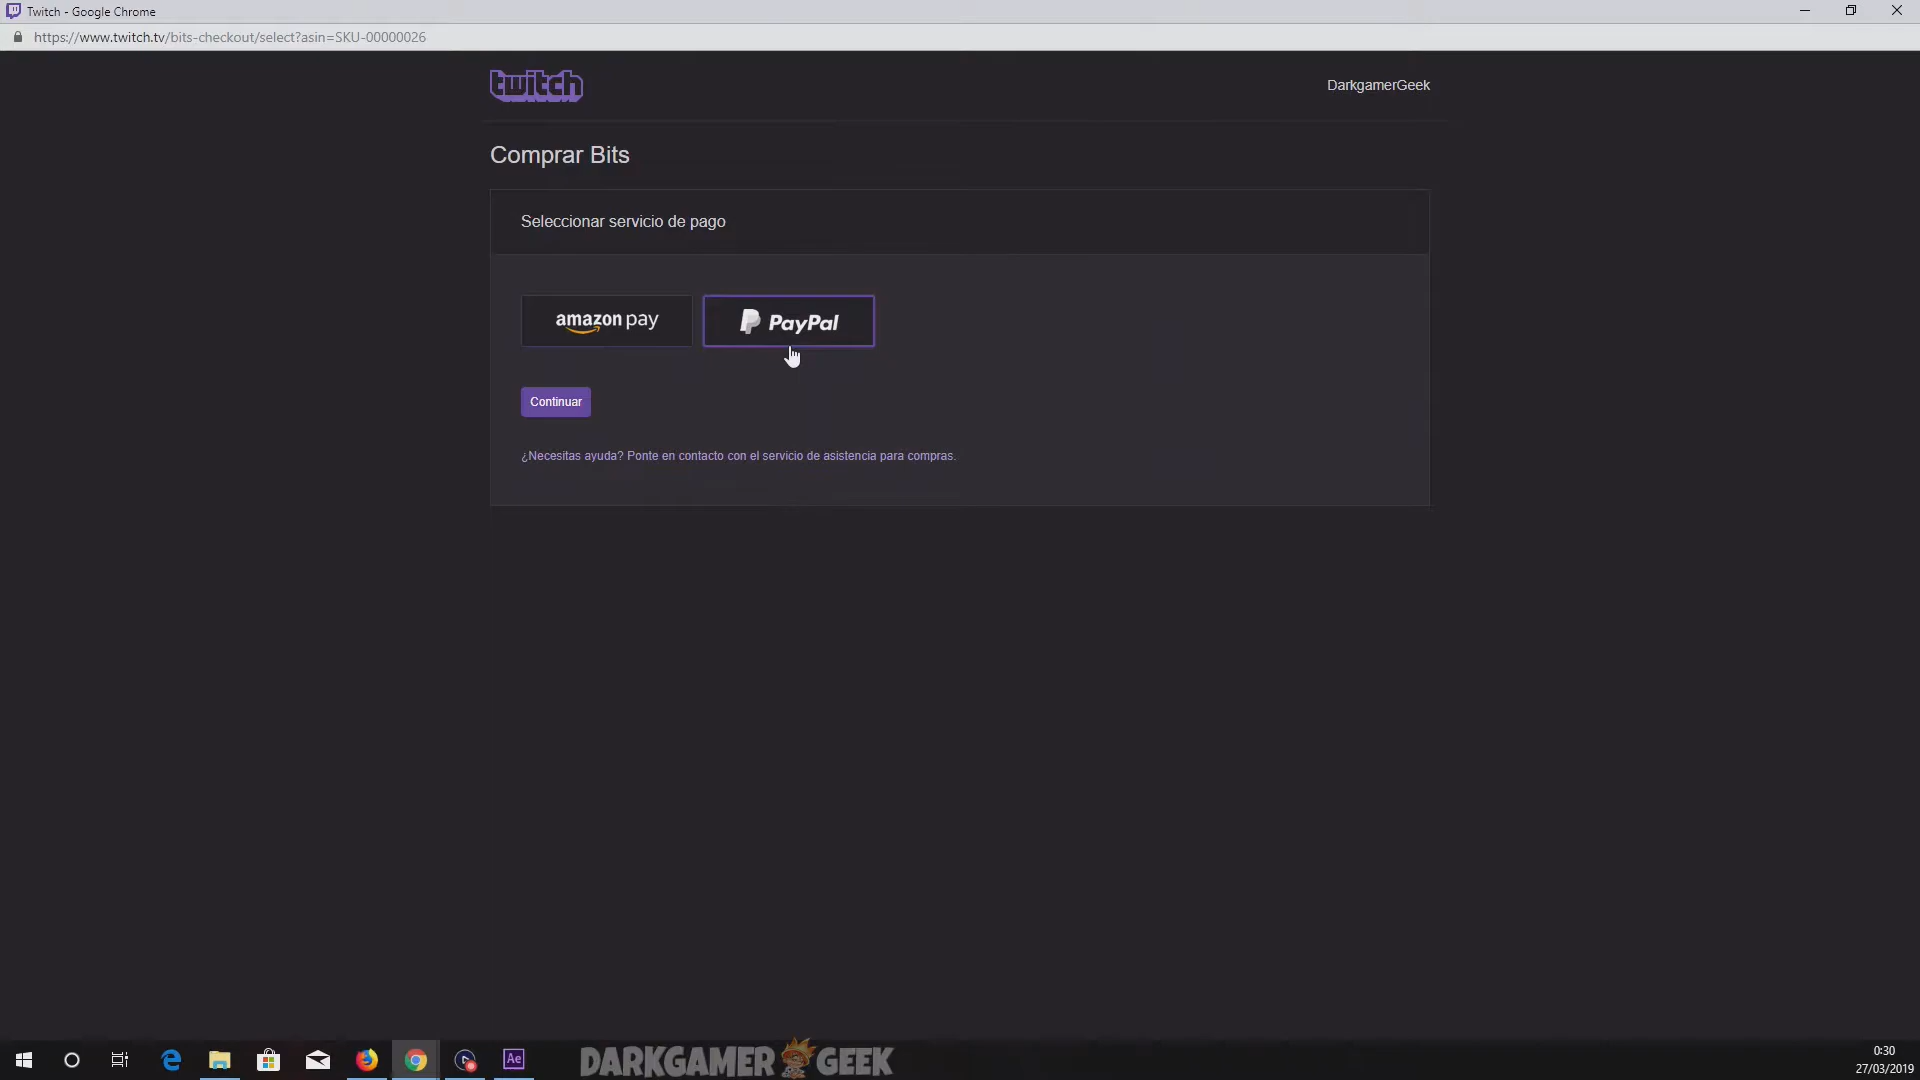 Twitch - Google Chrome
https://www.twitch.tv/bits-checkout/select?asin=SKU-00000026
twitch
DarkgamerGeek
Comprar Bits
Seleccionar servicio de pago
amazon pay
PayPal
Continuar
¿Necesitas ayuda? Ponte en contacto con el servicio de asistencia para compras.
Ae
DARKGAMER GEEK
0:30
27/03/2019